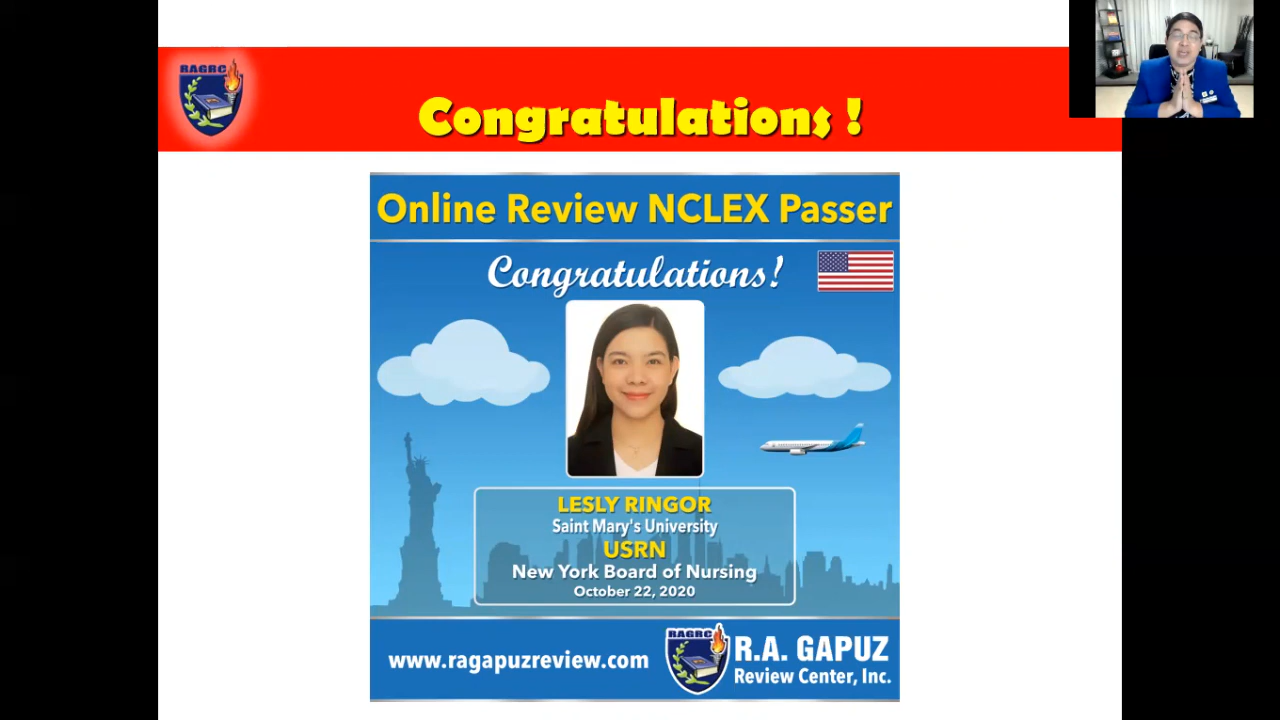 RAGRC
Congratulations !
Online Review NCLEX Passer
Congratulations!
LESLY RINGOR
Saint Mary's University
USRN
New York Board of Nursing
October 22, 2020
www.ragapuzreview.com
RAGRC
R.A. GAPUZ
Review Center, Inc.